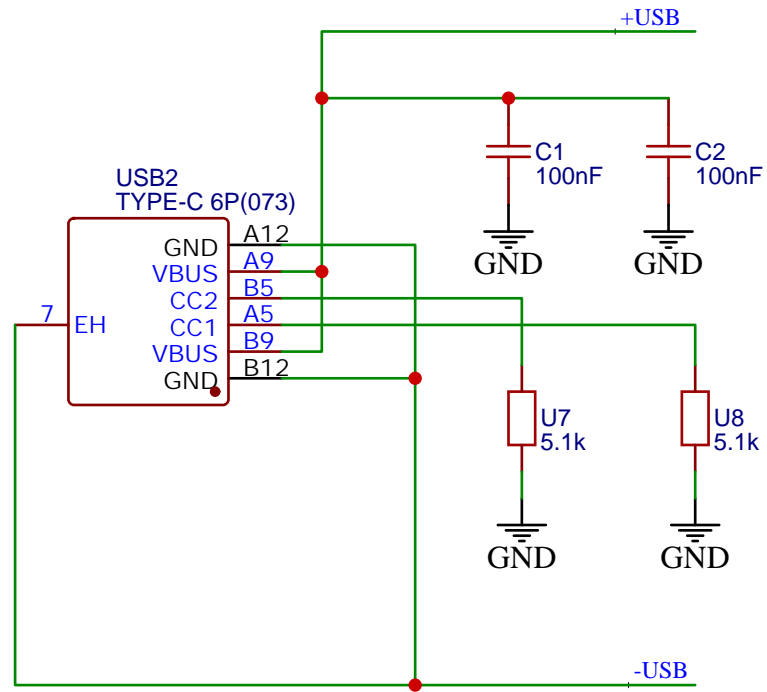 +USB
C1
100nF
C2
100nF
GND
GND
USB2
TYPE-C 6P(073)
GND A12
VBUS A9
CC2 B5
7 EH
CC1 A5
VBUS B9
GND B12
U7
5.1k
U8
5.1k
GND
GND
-USB